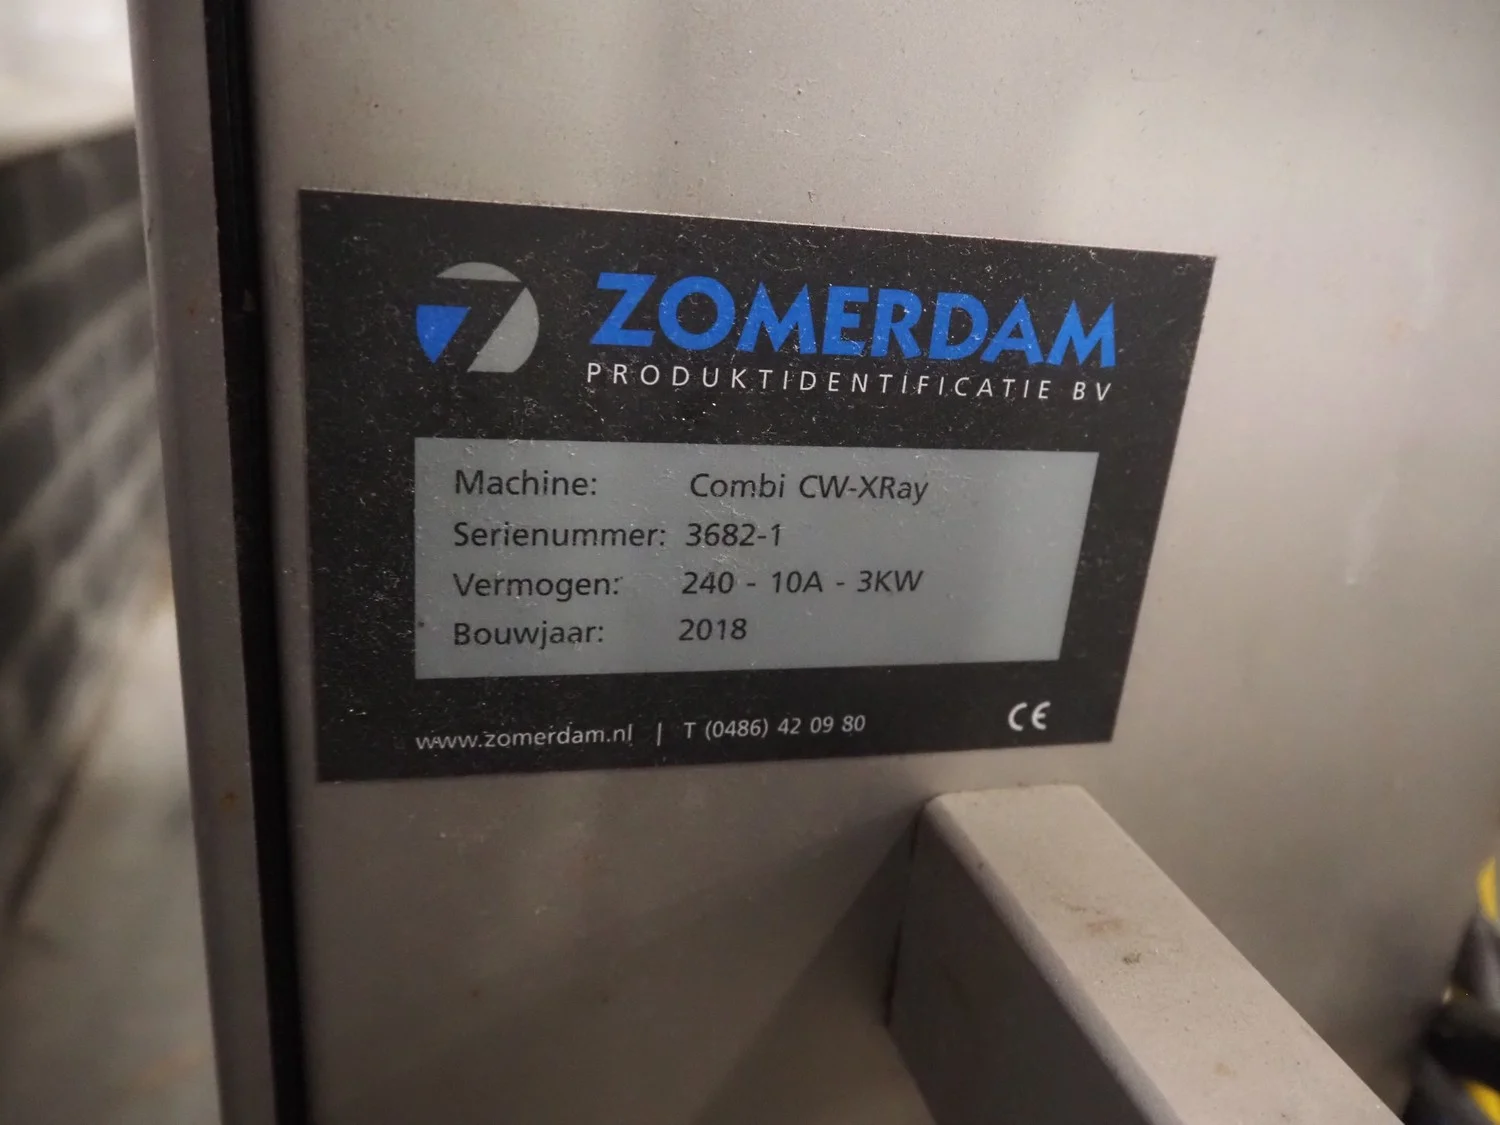 ZOMERDAM
PRODUKTIDENTIFICATIE BV
Machine: Combi CW-XRay
Serienummer: 3682-1
Vermogen: 240 - 10A - 3KW
Bouwjaar: 2018
www.zomerdam.nl | T (0486) 42 09 80 CE